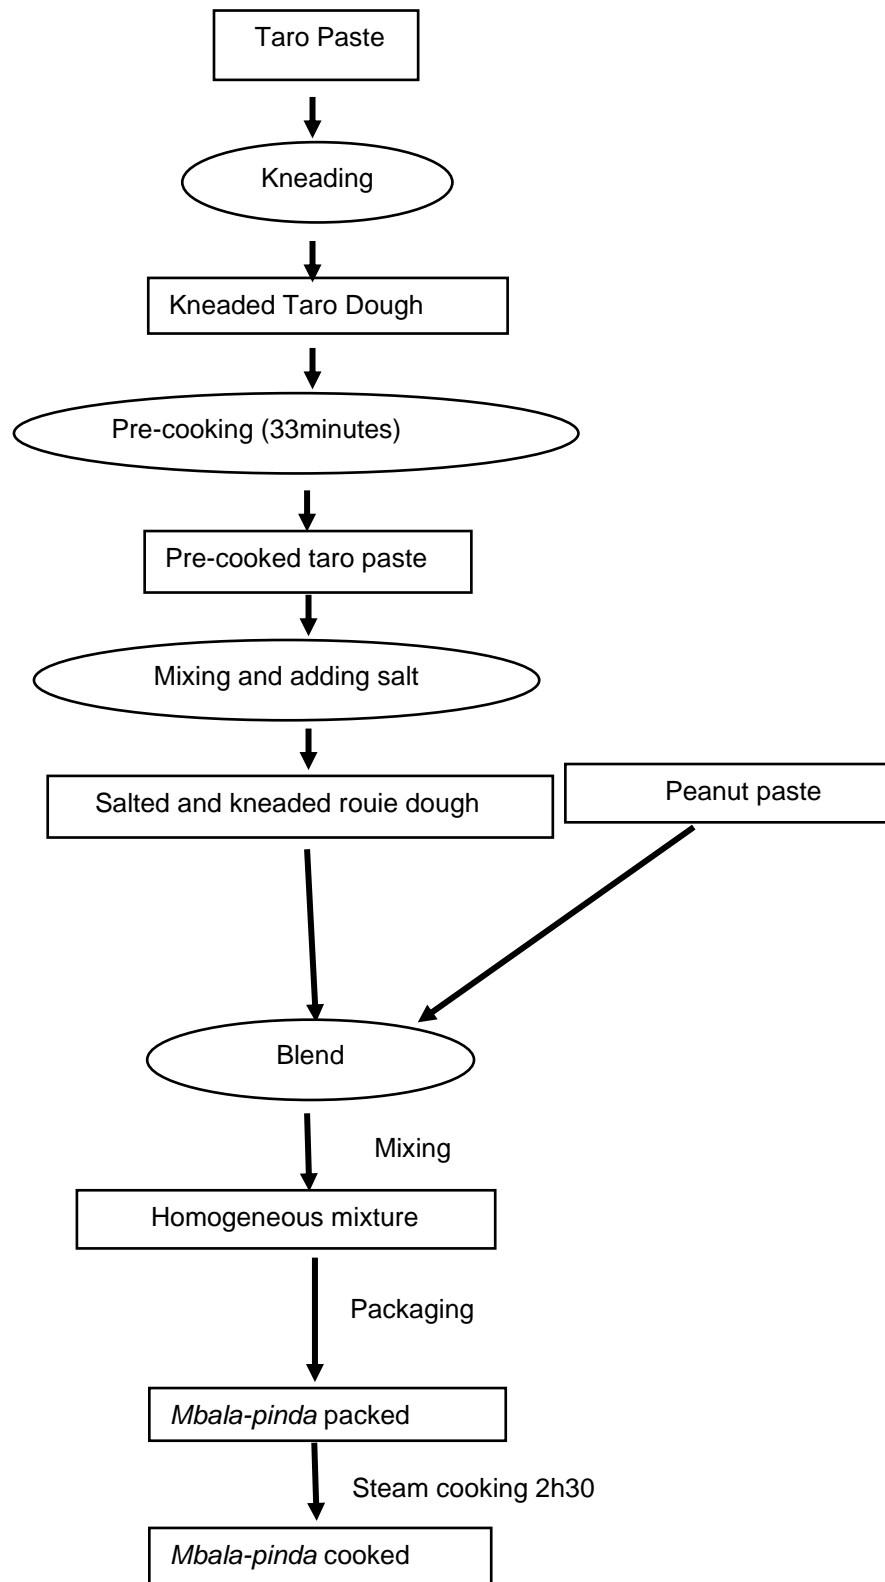 Taro Paste
Kneading
Kneaded Taro Dough
Pre-cooking (33minutes)
Pre-cooked taro paste
Mixing and adding salt
Salted and kneaded rouie dough
Peanut paste
Blend
Mixing
Homogeneous mixture
Packaging
Mbala-pinda packed
Steam cooking 2h30
Mbala-pinda cooked